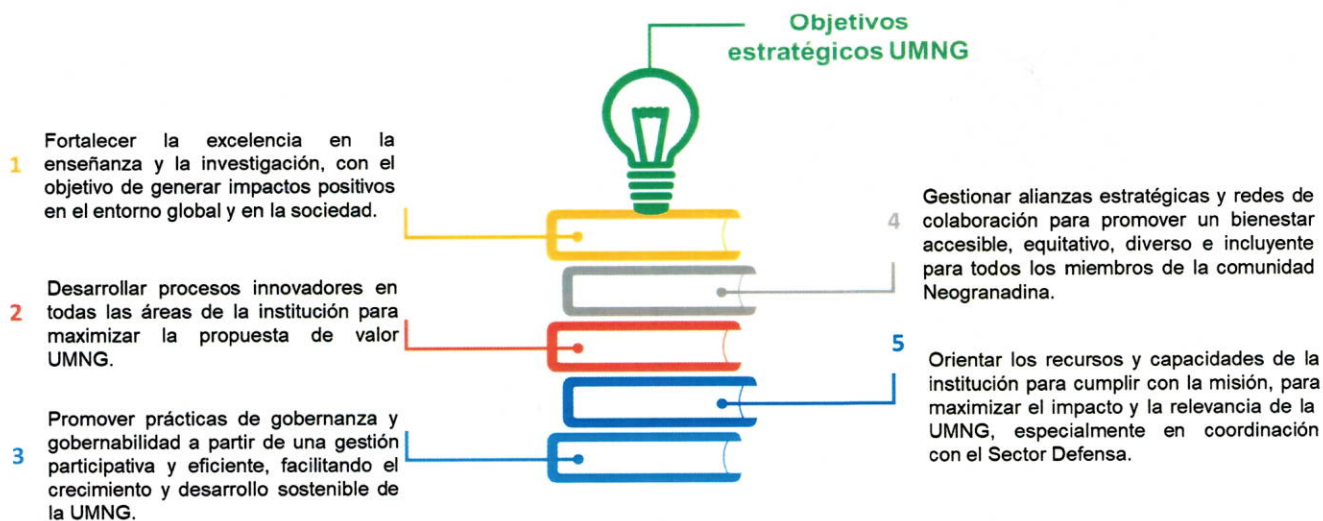 Objetivos
estratégicos UMNG
1
Fortalecer la excelencia en la
enseñanza y la investigación, con el
objetivo de generar impactos positivos
en el entorno global y en la sociedad.
2
Desarrollar procesos innovadores en
todas las áreas de la institución para
maximizar la propuesta de valor
UMNG.
3
Promover prácticas de gobernanza y
gobernabilidad a partir de una gestión
participativa y eficiente, facilitando el
crecimiento y desarrollo sostenible de
la UMNG.
4
Gestionar alianzas estratégicas y redes de
colaboración para promover un bienestar
accesible, equitativo, diverso e incluyente
para todos los miembros de la comunidad
Neogranadina.
5
Orientar los recursos y capacidades de la
institución para cumplir con la misión, para
maximizar el impacto y la relevancia de la
UMNG, especialmente en coordinación
con el Sector Defensa.